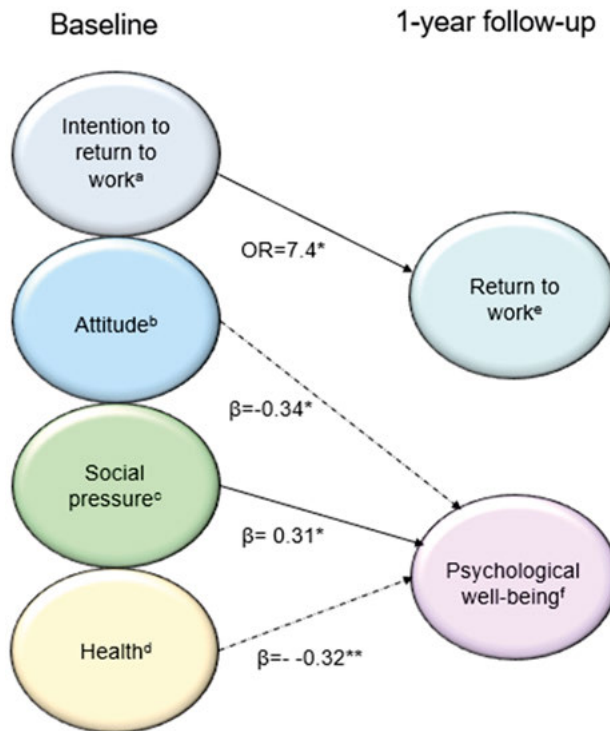 Baseline
1-year follow-up
Intention to
return to
workᵃ
OR=7.4*
Return to
workᵉ
Attitudeᵇ
β=-0.34*
Social
pressureᶜ
β= 0.31*
Psychological
well-beingᶠ
Healthᵈ
β=- -0.32**